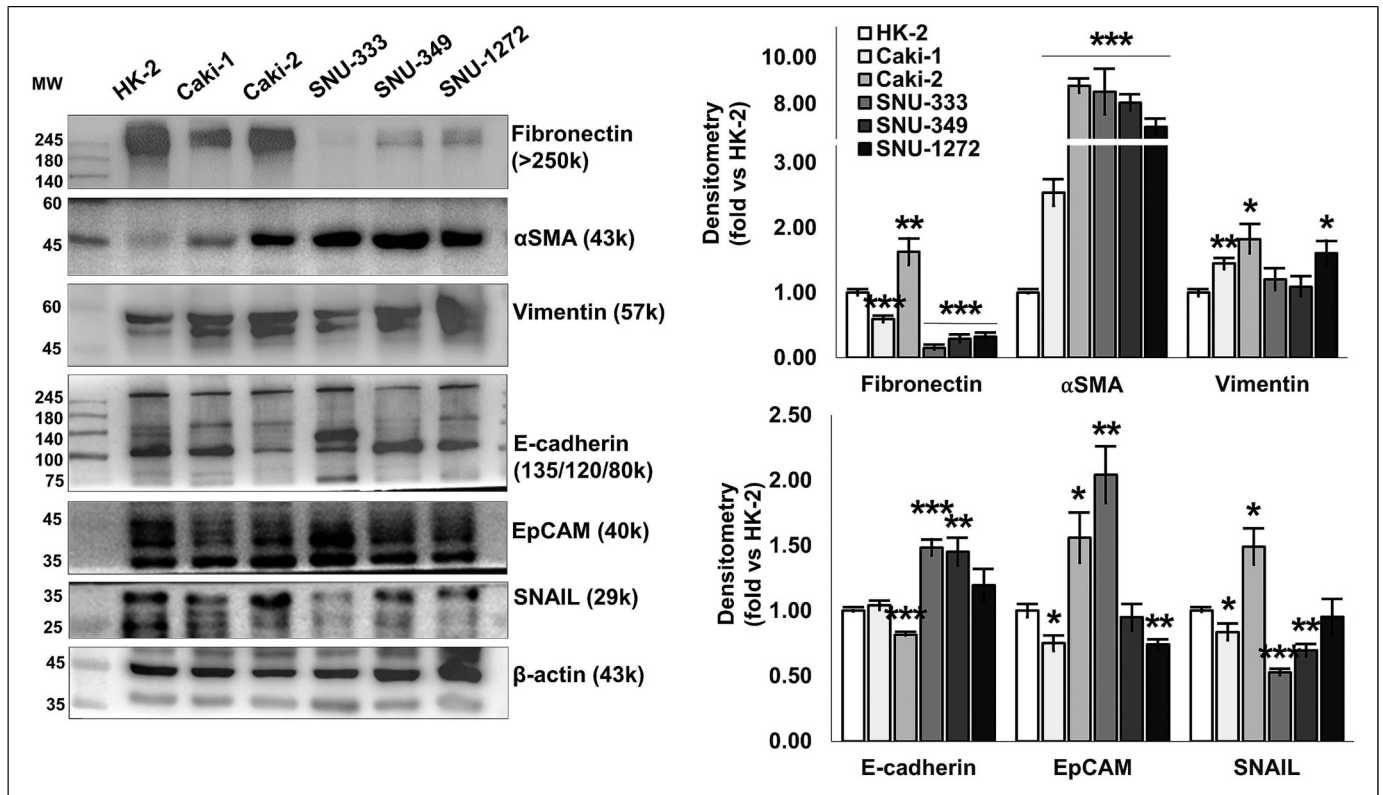 MW
HK-2
Caki-1
Caki-2
SNU-333
SNU-349
SNU-1272
245
180
140
Fibronectin
(>250k)
60
45
αSMA (43k)
60
45
Vimentin (57k)
245
180
140
100
75
E-cadherin
(135/120/80k)
45
35
EpCAM (40k)
35
25
SNAIL (29k)
45
35
β-actin (43k)
Densitometry
(fold vs HK-2)
10.00
8.00
3.00
2.00
1.00
0.00
HK-2
Caki-1
Caki-2
SNU-333
SNU-349
SNU-1272
***
**
***
***
**
*
*
Fibronectin
αSMA
Vimentin
Densitometry
(fold vs HK-2)
2.50
2.00
1.50
1.00
0.50
0.00
***
***
**
*
*
**
**
*
*
***
**
E-cadherin
EpCAM
SNAIL